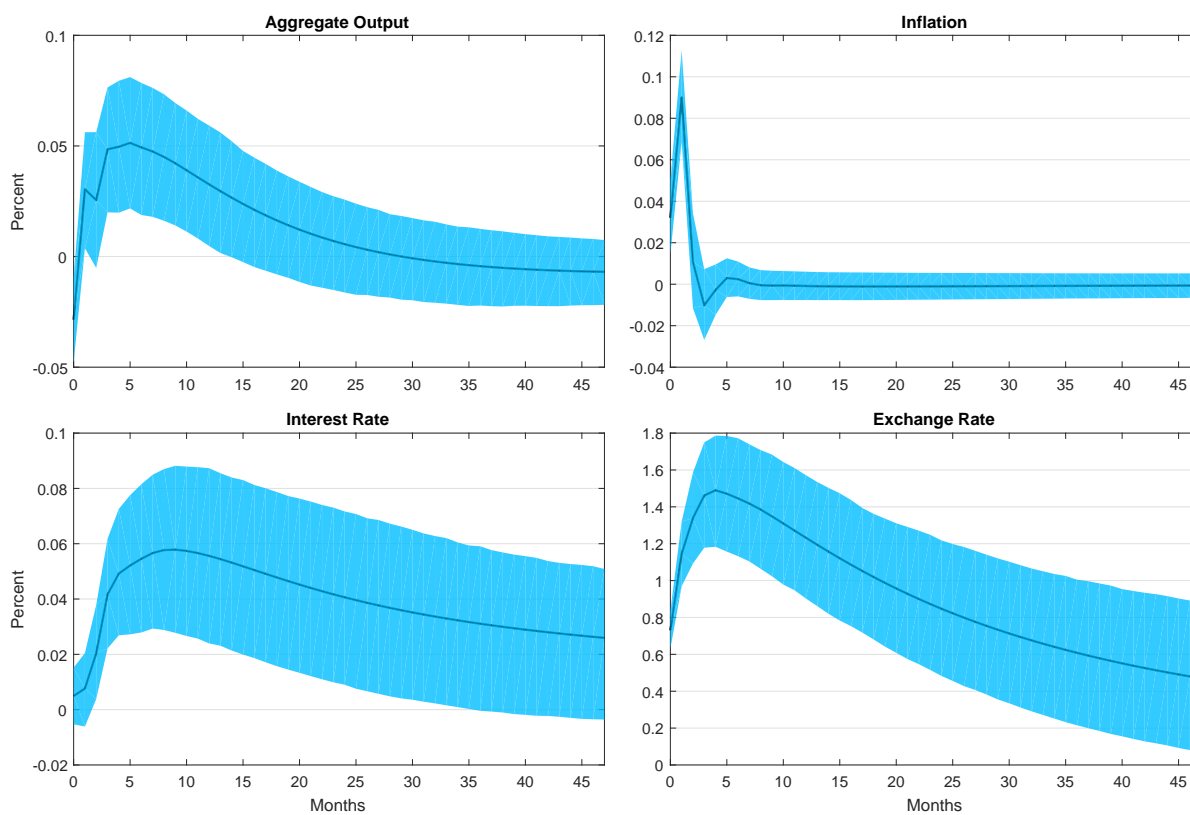 Aggregate Output
Percent
0.1
0.05
0
-0.05
0 5 10 15 20 25 30 35 40 45
Inflation
0.12
0.1
0.08
0.06
0.04
0.02
0
-0.02
-0.04
0 5 10 15 20 25 30 35 40 45
Interest Rate
Percent
0.1
0.08
0.06
0.04
0.02
0
-0.02
0 5 10 15 20 25 30 35 40 45
Months
Exchange Rate
1.8
1.6
1.4
1.2
1
0.8
0.6
0.4
0.2
0
0 5 10 15 20 25 30 35 40 45
Months